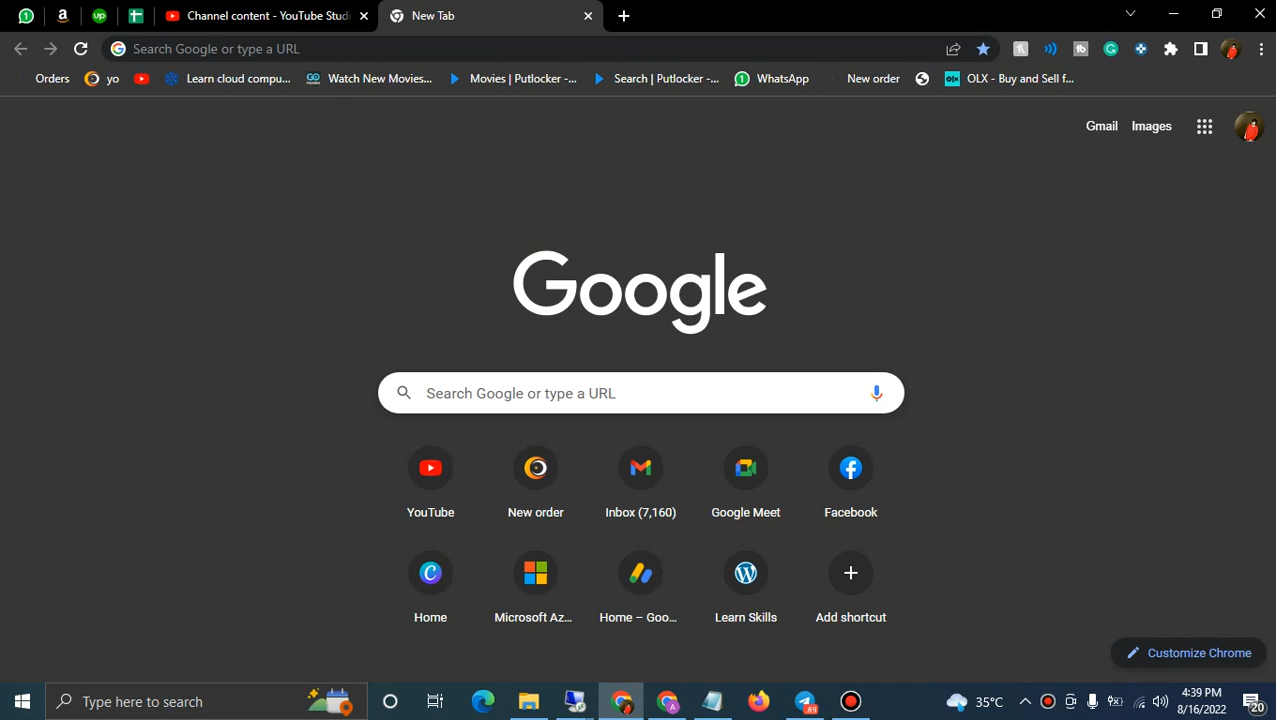 Channel content - YouTube Studi
New Tab
Search Google or type a URL
Orders yo Learn cloud compu... Watch New Movies... Movies | Putlocker -... Search | Putlocker -... WhatsApp New order OLX - Buy and Sell f...
Gmail Images
Google
Search Google or type a URL
YouTube New order Inbox (7,160) Google Meet Facebook
Home Microsoft Az... Home – Goo... Learn Skills Add shortcut
Customize Chrome
Type here to search
89
35°C
4:39 PM
8/16/2022
20